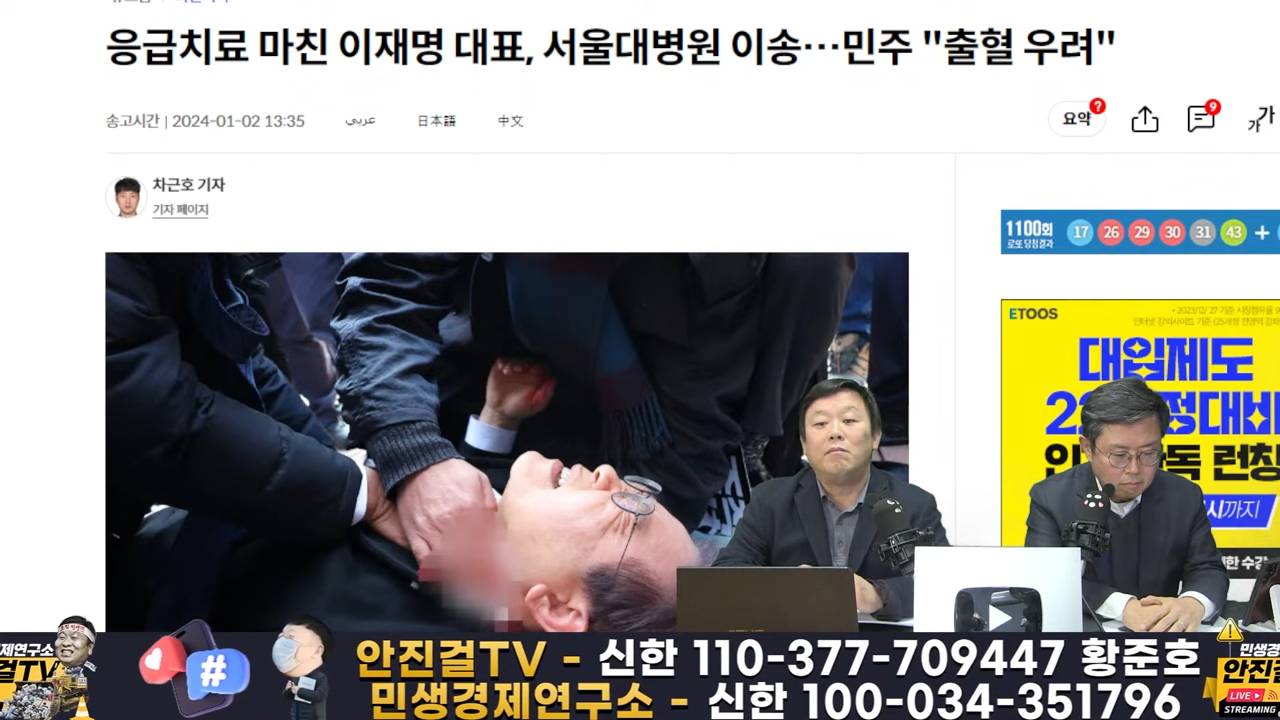 응급치료 마친 이재명 대표, 서울대병원 이송…민주 "출혈 우려"
송고시간 | 2024-01-02 13:35
عربي
日本語
中文
요약
?
9
가가
차근호 기자
기자 페이지
1100회
로또 당첨결과
17 26 29 30 31 43 +
ETOOS
대입제도
런칭
안진걸TV - 신한 110-377-709447 황준호
민생경제연구소 - 신한 100-034-351796
LIVE
STREAMING